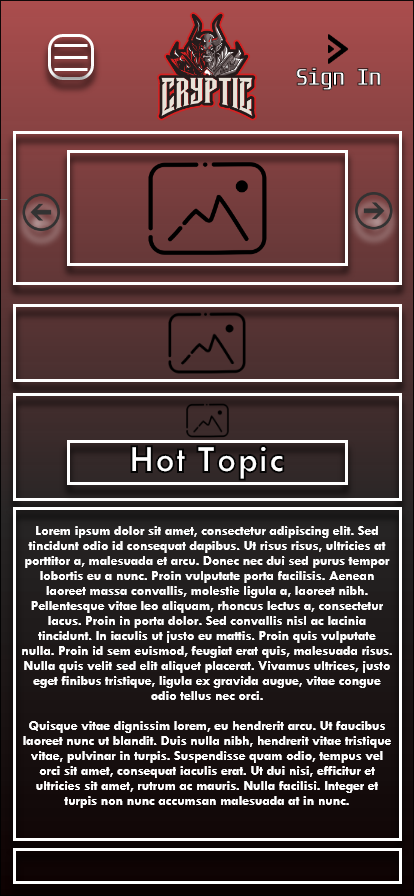 CRYPTIC
Sign In
Hot Topic
Lorem ipsum dolor sit amet, consectetur adipiscing elit. Sed
tincidunt odio id consequat dapibus. Ut risus risus, ultricies at
porttitor a, malesuada et arcu. Donec nec dui sed purus tempor
lobortis eu a nunc. Proin vulputate porta facilisis. Aenean
laoreet massa convallis, molestie ligula a, laoreet nibh.
Pellentesque vitae leo aliquam, rhoncus lectus a, consectetur
lacus. Proin in porta dolor. Sed convallis nisl ac lacinia
tincidunt. In iaculis ut justo eu mattis. Proin quis vulputate
nulla. Proin id sem euismod, feugiat erat quis, malesuada risus.
Nulla quis velit sed elit aliquet placerat. Vivamus ultrices, justo
eget finibus tristique, ligula ex gravida augue, vitae congue
odio tellus nec orci.
Quisque vitae dignissim lorem, eu hendrerit arcu. Ut faucibus
laoreet nunc ut blandit. Duis nulla nibh, hendrerit vitae tristique
vitae, pulvinar in turpis. Suspendisse quam odio, tempus vel
orci sit amet, consequat iaculis erat. Ut dui nisi, efficitur et
ultricies sit amet, rutrum ac mauris. Nulla facilisi. Integer et
turpis non nunc accumsan malesuada at in nunc.